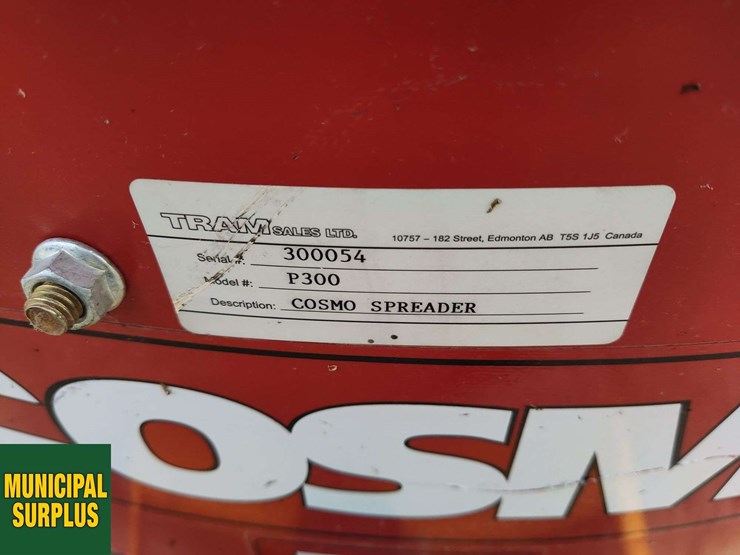 TRAM SALES LTD. 10757 – 182 Street, Edmonton AB T5S 1J5 Canada
Serial #: 300054
Model #: P300
Description: COSMO SPREADER
COSM
MUNICIPAL
SURPLUS